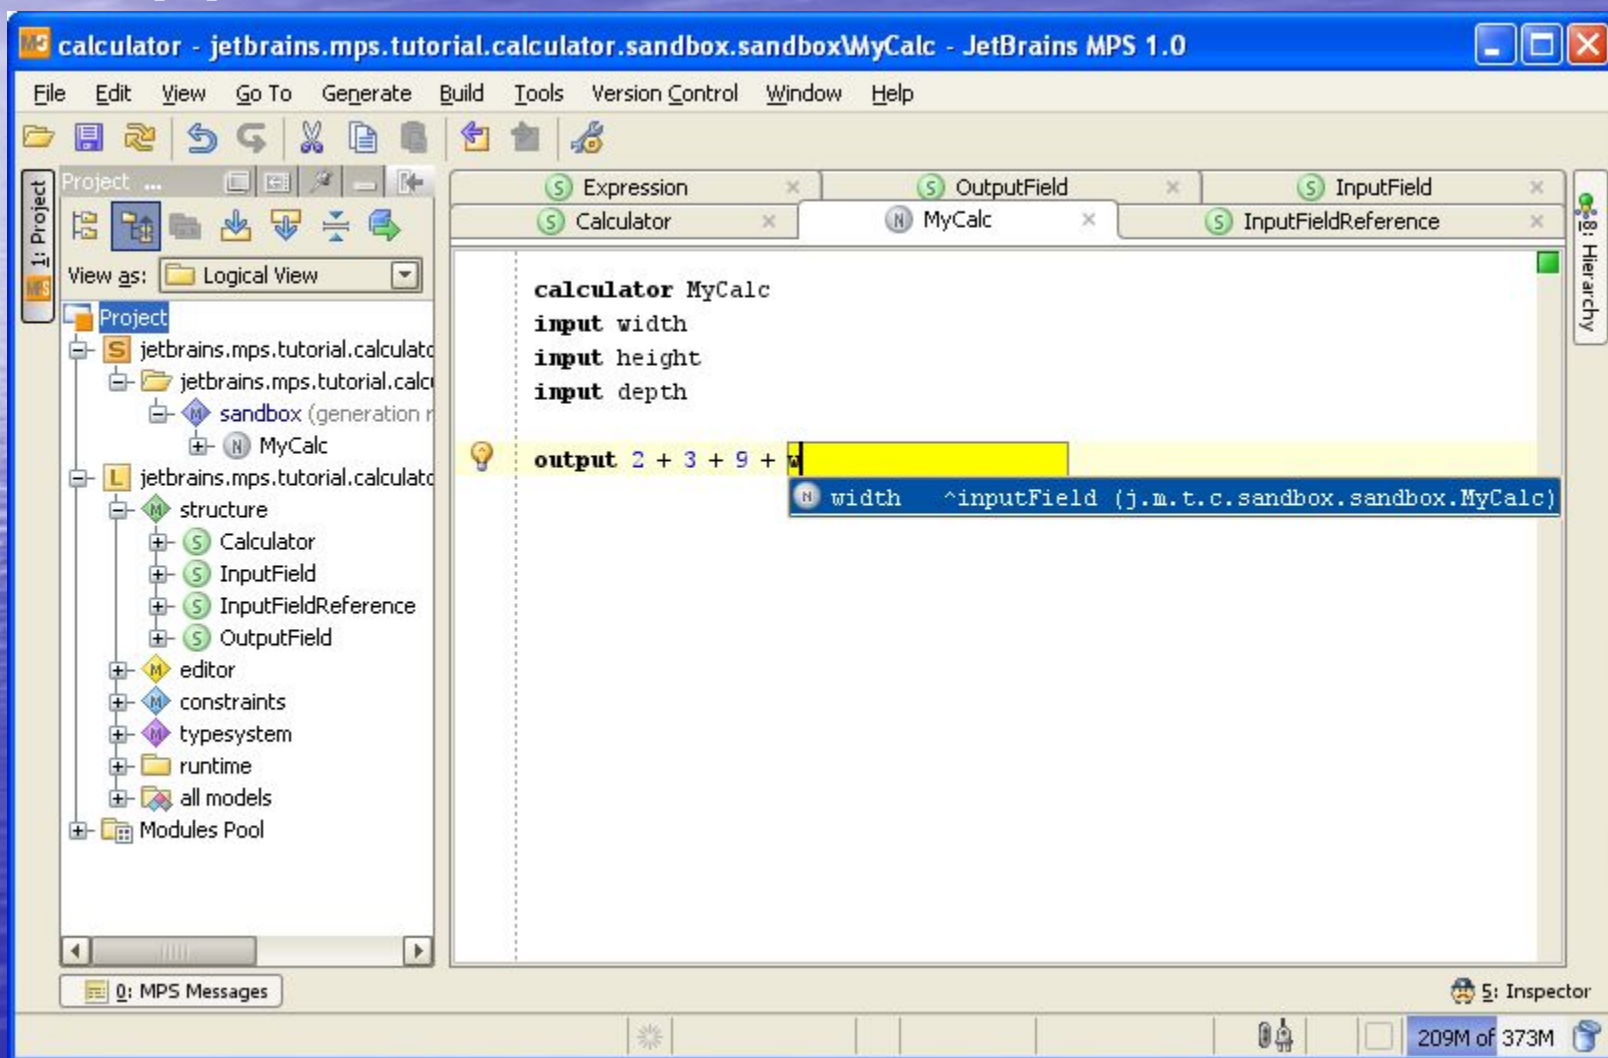 calculator - jetbrains.mps.tutorial.calculator.sandbox.sandbox\MyCalc - JetBrains MPS 1.0
File Edit View Go To Generate Build Tools Version Control Window Help
1: Project
Project ...
View as: Logical View
Project
S jetbrains.mps.tutorial.calculato
jetbrains.mps.tutorial.calc
M sandbox (generation r
N MyCalc
L jetbrains.mps.tutorial.calculato
M structure
S Calculator
S InputField
S InputFieldReference
S OutputField
M editor
M constraints
M typesystem
runtime
all models
Modules Pool
S Expression
S OutputField
S InputField
S Calculator
N MyCalc
S InputFieldReference
calculator MyCalc
input width
input height
input depth
output 2 + 3 + 9 + w
N width ^inputField (j.m.t.c.sandbox.sandbox.MyCalc)
8: Hierarchy
0: MPS Messages
5: Inspector
209M of 373M